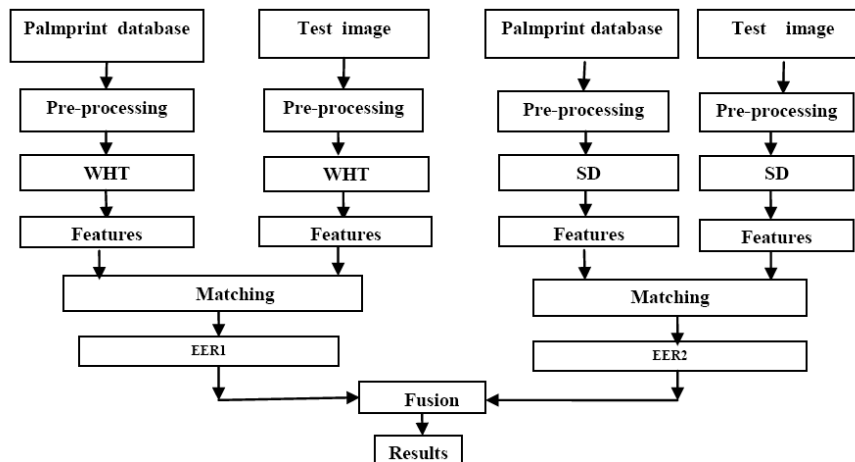 Palmprint database
Test image
Palmprint database
Test image
Pre-processing
Pre-processing
Pre-processing
Pre-processing
WHT
WHT
SD
SD
Features
Features
Features
Features
Matching
Matching
EER1
EER2
Fusion
Results